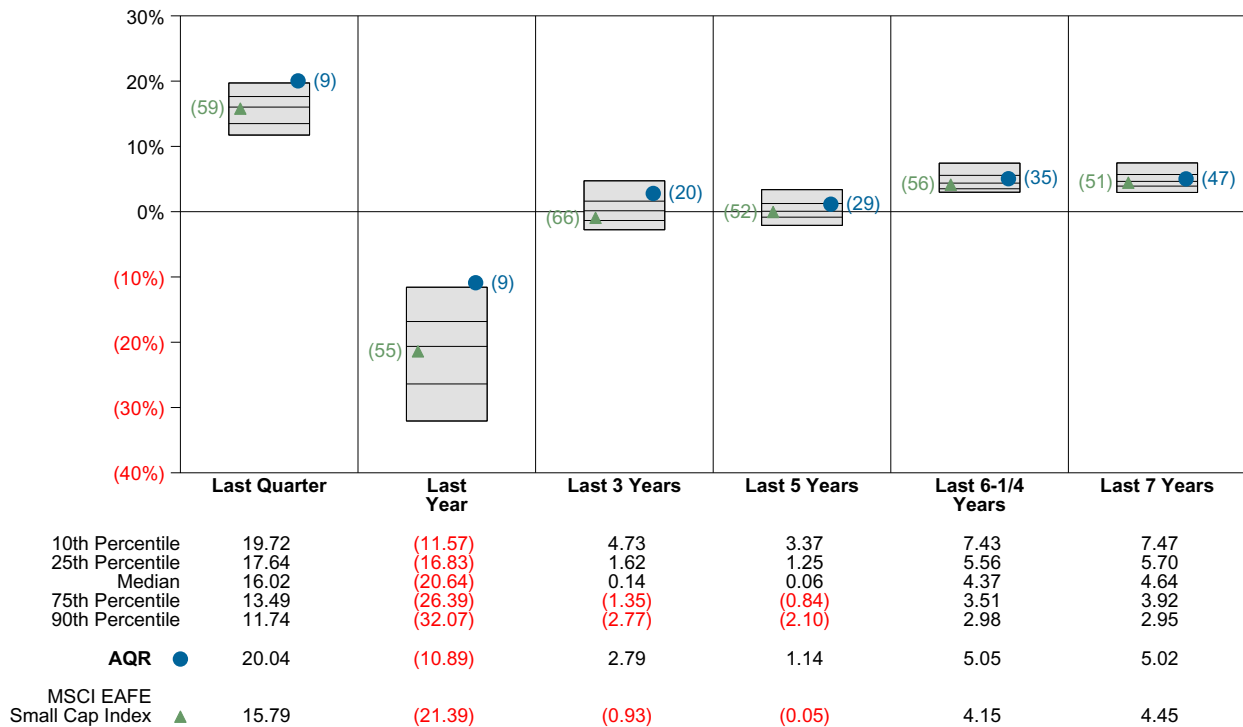 30%
20%
10%
0%
(10%)
(20%)
(30%)
(40%)
(59) (9)
(55) (9)
(66) (20)
(52) (29)
(56) (35)
(51) (47)
Last Quarter Last Year Last 3 Years Last 5 Years Last 6-1/4 Years Last 7 Years
10th Percentile 19.72 (11.57) 4.73 3.37 7.43 7.47
25th Percentile 17.64 (16.83) 1.62 1.25 5.56 5.70
Median 16.02 (20.64) 0.14 0.06 4.37 4.64
75th Percentile 13.49 (26.39) (1.35) (0.84) 3.51 3.92
90th Percentile 11.74 (32.07) (2.77) (2.10) 2.98 2.95
AQR 20.04 (10.89) 2.79 1.14 5.05 5.02
MSCI EAFE
Small Cap Index 15.79 (21.39) (0.93) (0.05) 4.15 4.45